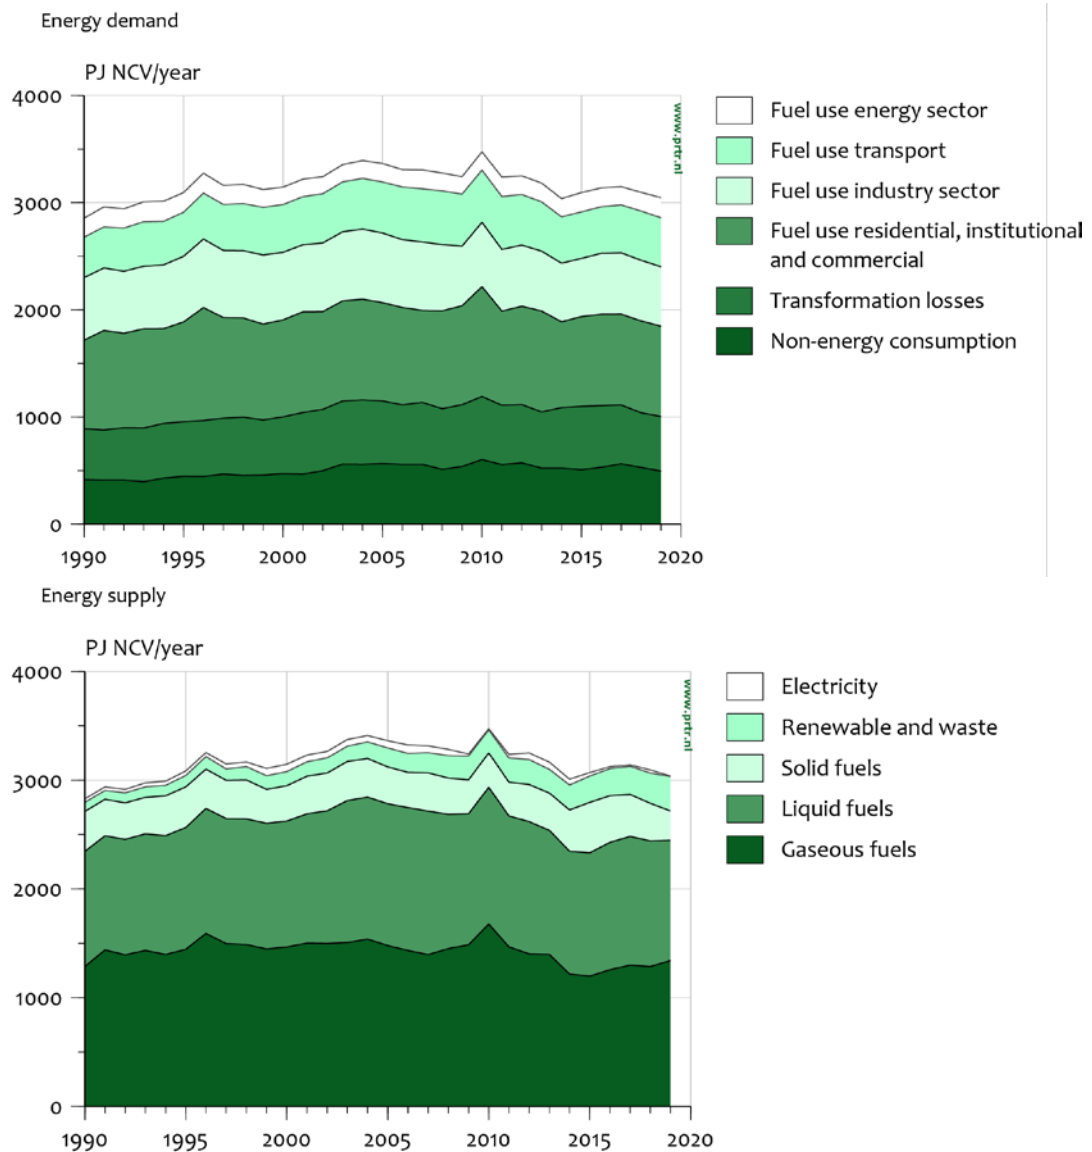 Energy demand
PJ NCV/year
4000
3000
2000
1000
0
1990
1995
2000
2005
2010
2015
2020
www.prtr.nl
Fuel use energy sector
Fuel use transport
Fuel use industry sector
Fuel use residential, institutional
and commercial
Transformation losses
Non-energy consumption
Energy supply
PJ NCV/year
4000
3000
2000
1000
0
1990
1995
2000
2005
2010
2015
2020
www.prtr.nl
Electricity
Renewable and waste
Solid fuels
Liquid fuels
Gaseous fuels